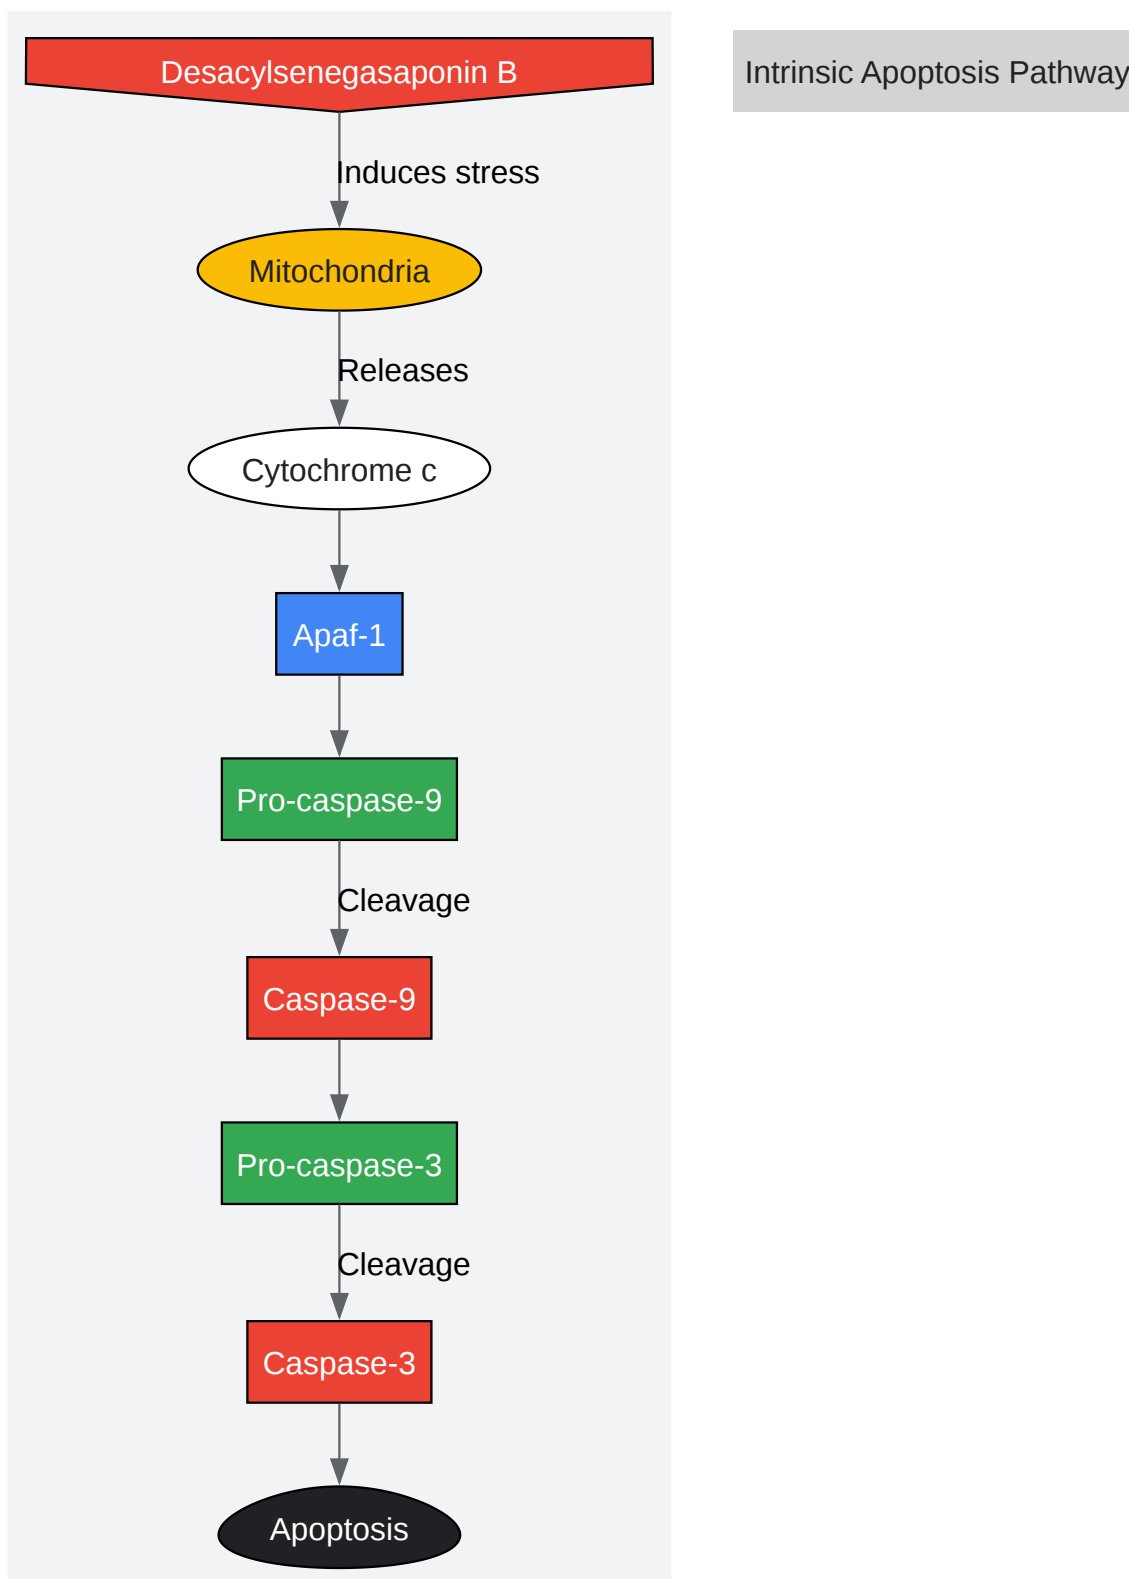 Desacylsenegasaponin B
Intrinsic Apoptosis Pathway
Induces stress
Mitochondria
Releases
Cytochrome c
Apaf-1
Pro-caspase-9
Cleavage
Caspase-9
Pro-caspase-3
Cleavage
Caspase-3
Apoptosis